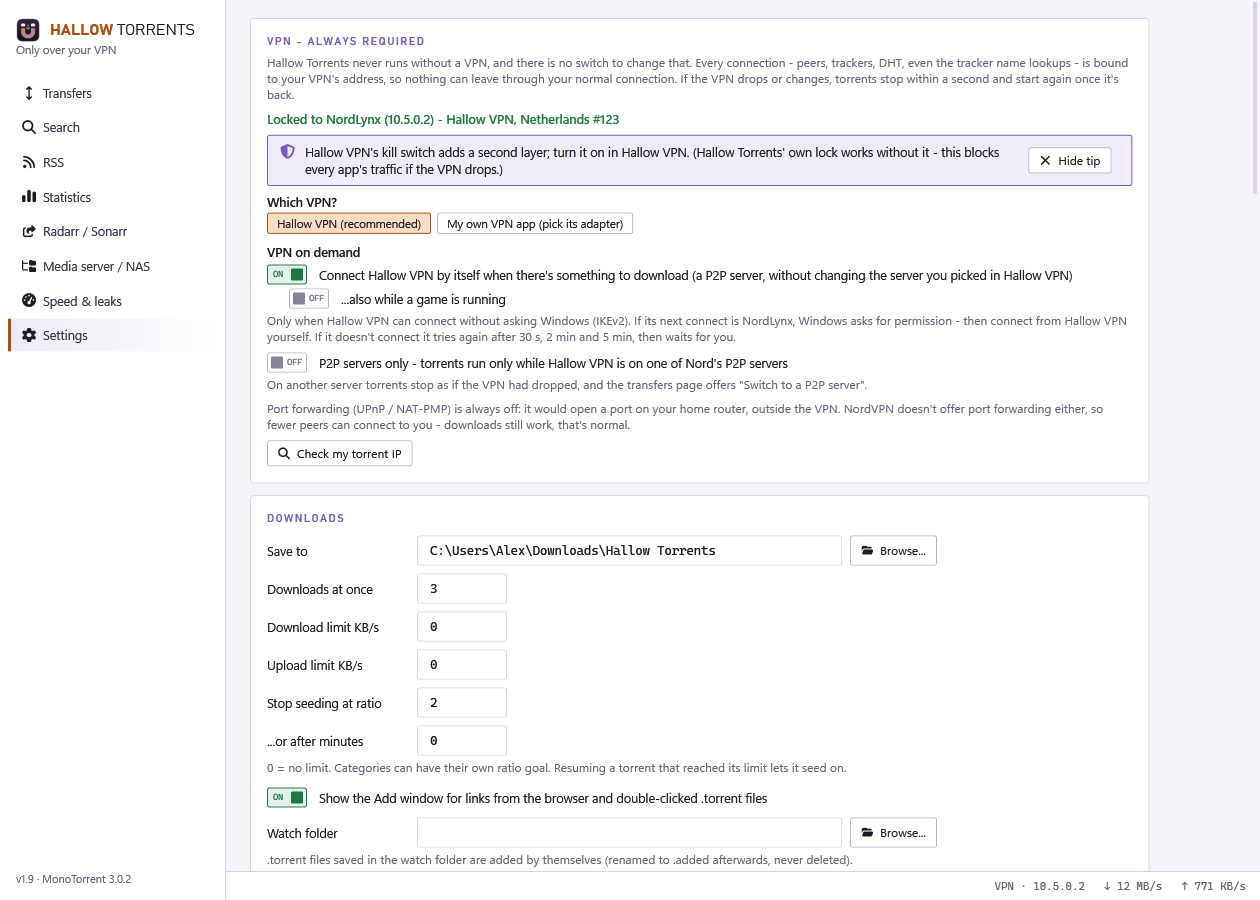 HALLOW TORRENTS
Only over your VPN
Transfers
Search
RSS
Statistics
Radarr / Sonarr
Media server / NAS
Speed & leaks
Settings
v1.9 · MonoTorrent 3.0.2
VPN - ALWAYS REQUIRED
Hallow Torrents never runs without a VPN, and there is no switch to change that. Every connection - peers, trackers, DHT, even the tracker name lookups - is bound
to your VPN's address, so nothing can leave through your normal connection. If the VPN drops or changes, torrents stop within a second and start again once it's
back.
Locked to NordLynx (10.5.0.2) - Hallow VPN, Netherlands #123
Hallow VPN's kill switch adds a second layer; turn it on in Hallow VPN. (Hallow Torrents' own lock works without it - this blocks
every app's traffic if the VPN drops.)
Hide tip
Which VPN?
Hallow VPN (recommended)
My own VPN app (pick its adapter)
VPN on demand
ON
Connect Hallow VPN by itself when there's something to download (a P2P server, without changing the server you picked in Hallow VPN)
OFF
...also while a game is running
Only when Hallow VPN can connect without asking Windows (IKEv2). If its next connect is NordLynx, Windows asks for permission - then connect from Hallow VPN
yourself. If it doesn't connect it tries again after 30 s, 2 min and 5 min, then waits for you.
OFF
P2P servers only - torrents run only while Hallow VPN is on one of Nord's P2P servers
On another server torrents stop as if the VPN had dropped, and the transfers page offers "Switch to a P2P server".
Port forwarding (UPnP / NAT-PMP) is always off: it would open a port on your home router, outside the VPN. NordVPN doesn't offer port forwarding either, so
fewer peers can connect to you - downloads still work, that's normal.
Check my torrent IP
DOWNLOADS
Save to
C:\Users\Alex\Downloads\Hallow Torrents
Browse...
Downloads at once
3
Download limit KB/s
0
Upload limit KB/s
0
Stop seeding at ratio
2
...or after minutes
0
0 = no limit. Categories can have their own ratio goal. Resuming a torrent that reached its limit lets it seed on.
ON
Show the Add window for links from the browser and double-clicked .torrent files
Watch folder
Browse...
.torrent files saved in the watch folder are added by themselves (renamed to .added afterwards, never deleted).
VPN · 10.5.0.2
↓ 12 MB/s
↑ 771 KB/s